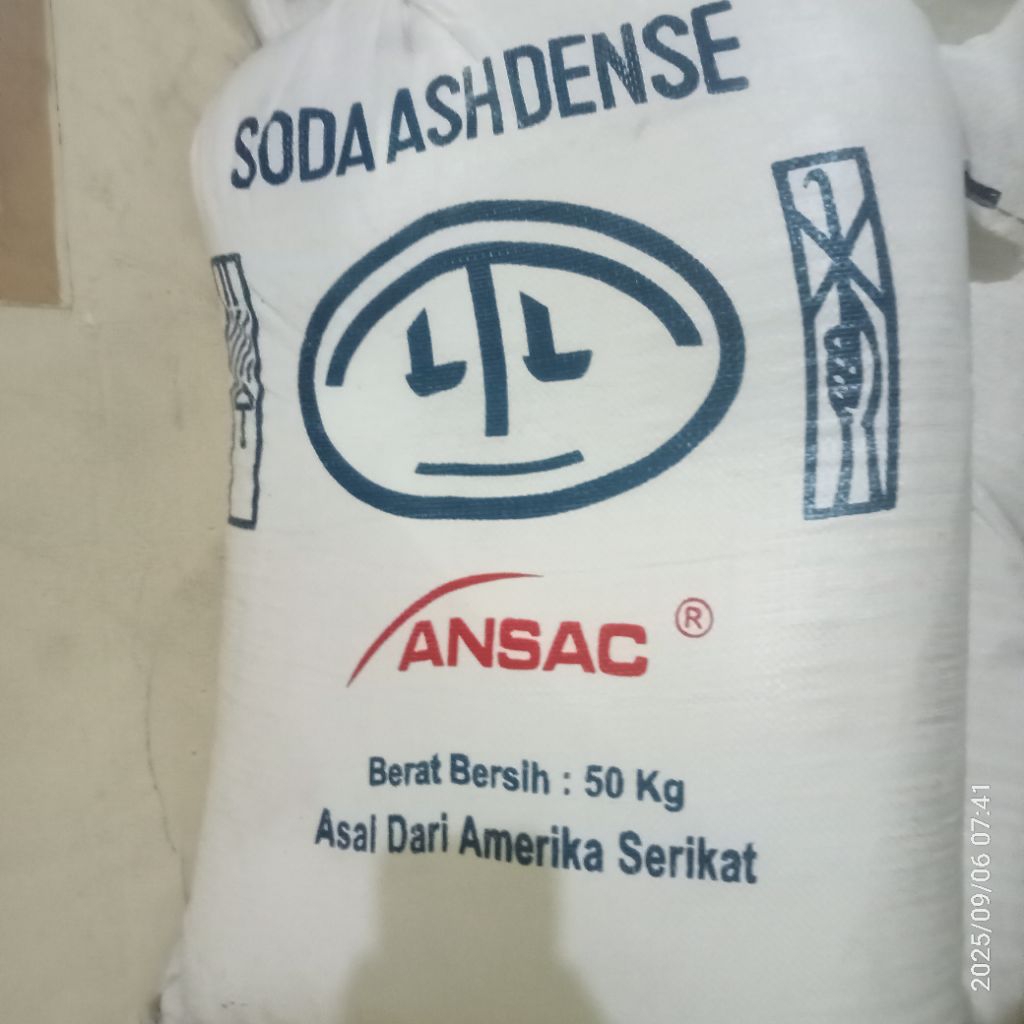 SODA ASH DENSE
ANSAC ®
Berat Bersih : 50 Kg
Asal Dari Amerika Serikat
2025/09/06 07:41